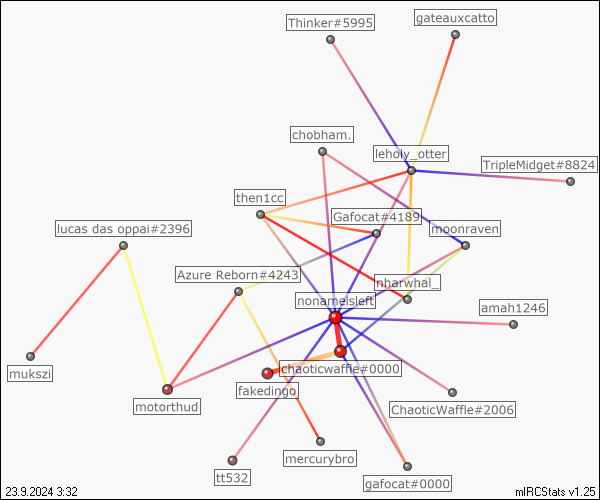 Thinker#5995
gateauxcatto
chobham.
leholy_otter
TripleMidget#8824
then1cc
Gafocat#4189
lucas das oppai#2396
moonraven
Azure Reborn#4243
nharwhal_
nonameisleft
amah1246
mukszi
chaoticwaffle#0000
fakedingo
motorthud
ChaoticWaffle#2006
mercurybro
tt532
gafocat#0000
23.9.2024 3:32
mIRCStats v1.25